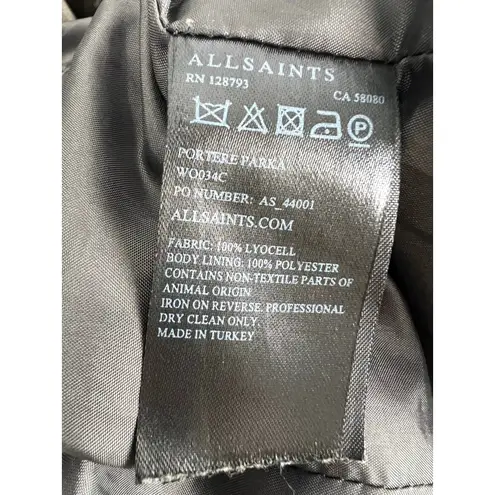 ALLSAINTS
RN 128793 CA 58080
PORTERE PARKA
WO034C
PO NUMBER: AS_44001
ALLSAINTS.COM
FABRIC: 100% LYOCELL
BODY LINING: 100% POLYESTER
CONTAINS NON-TEXTILE PARTS OF
ANIMAL ORIGIN
IRON ON REVERSE. PROFESSIONAL
DRY CLEAN ONLY.
MADE IN TURKEY